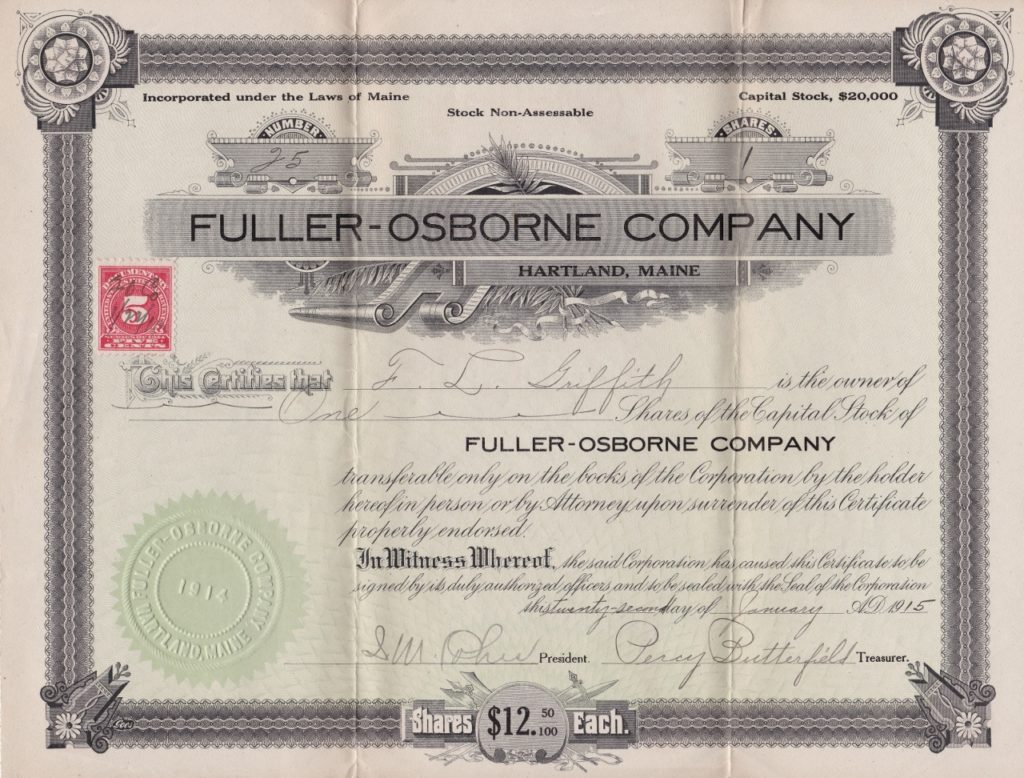 Incorporated under the Laws of Maine
Stock Non-Assessable
Capital Stock, $20,000
NUMBER
25
SHARES
1
FULLER-OSBORNE COMPANY
HARTLAND, MAINE
DOCUMENTARY
5
FIVE
CENTS
This Certifies that F. L. Griffith is the owner of
One Shares of the Capital Stock of
FULLER-OSBORNE COMPANY
transferable only on the books of the Corporation by the holder
hereof in person or by Attorney upon surrender of this Certificate
properly endorsed.
In Witness Whereof, the said Corporation has caused this Certificate to be
signed by its duly authorized officers and to be sealed with the Seal of the Corporation
this twenty-second day of January A.D. 1915
FULLER-OSBORNE COMPANY
1914
HARTLAND, MAINE
President. Percy Butterfield Treasurer.
Shares $12. 50/100 Each.